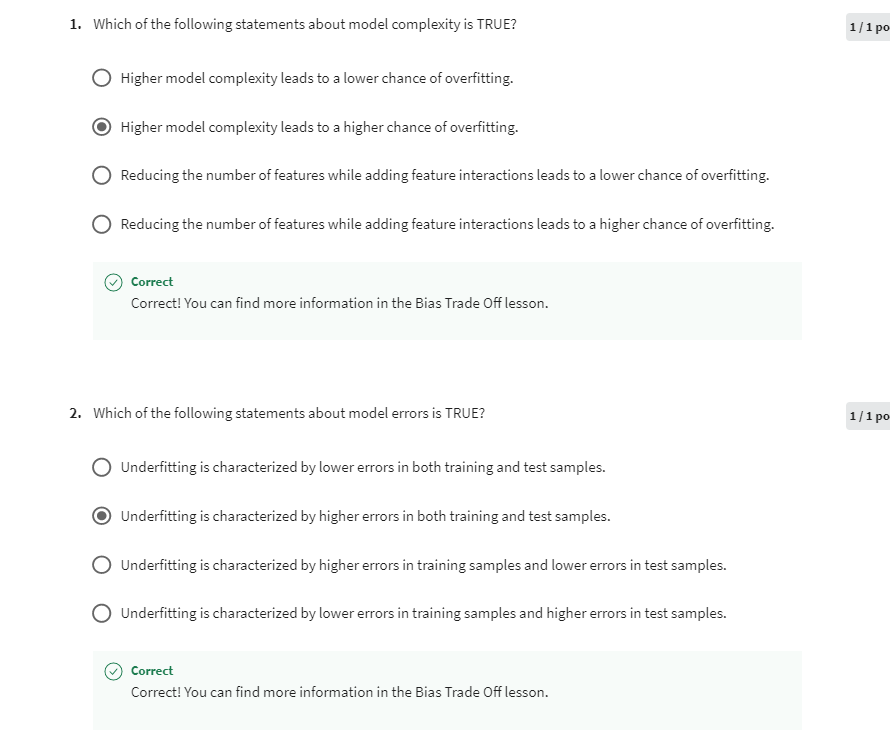 1. Which of the following statements about model complexity is TRUE?
1 / 1 po
Higher model complexity leads to a lower chance of overfitting.
Higher model complexity leads to a higher chance of overfitting.
Reducing the number of features while adding feature interactions leads to a lower chance of overfitting.
Reducing the number of features while adding feature interactions leads to a higher chance of overfitting.
Correct
Correct! You can find more information in the Bias Trade Off lesson.
2. Which of the following statements about model errors is TRUE?
1 / 1 po
Underfitting is characterized by lower errors in both training and test samples.
Underfitting is characterized by higher errors in both training and test samples.
Underfitting is characterized by higher errors in training samples and lower errors in test samples.
Underfitting is characterized by lower errors in training samples and higher errors in test samples.
Correct
Correct! You can find more information in the Bias Trade Off lesson.